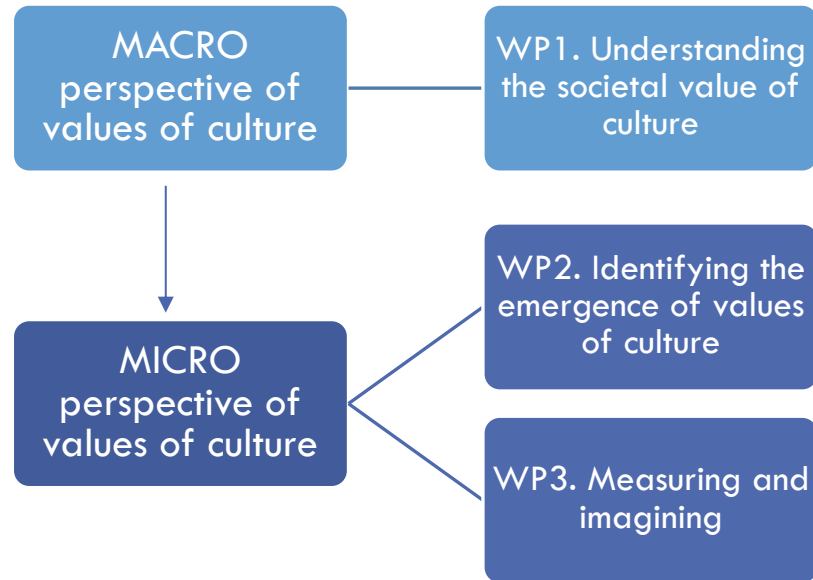 MACRO
perspective of
values of culture
WP1. Understanding
the societal value of
culture
MICRO
perspective of
values of culture
WP2. Identifying the
emergence of values
of culture
WP3. Measuring and
imagining